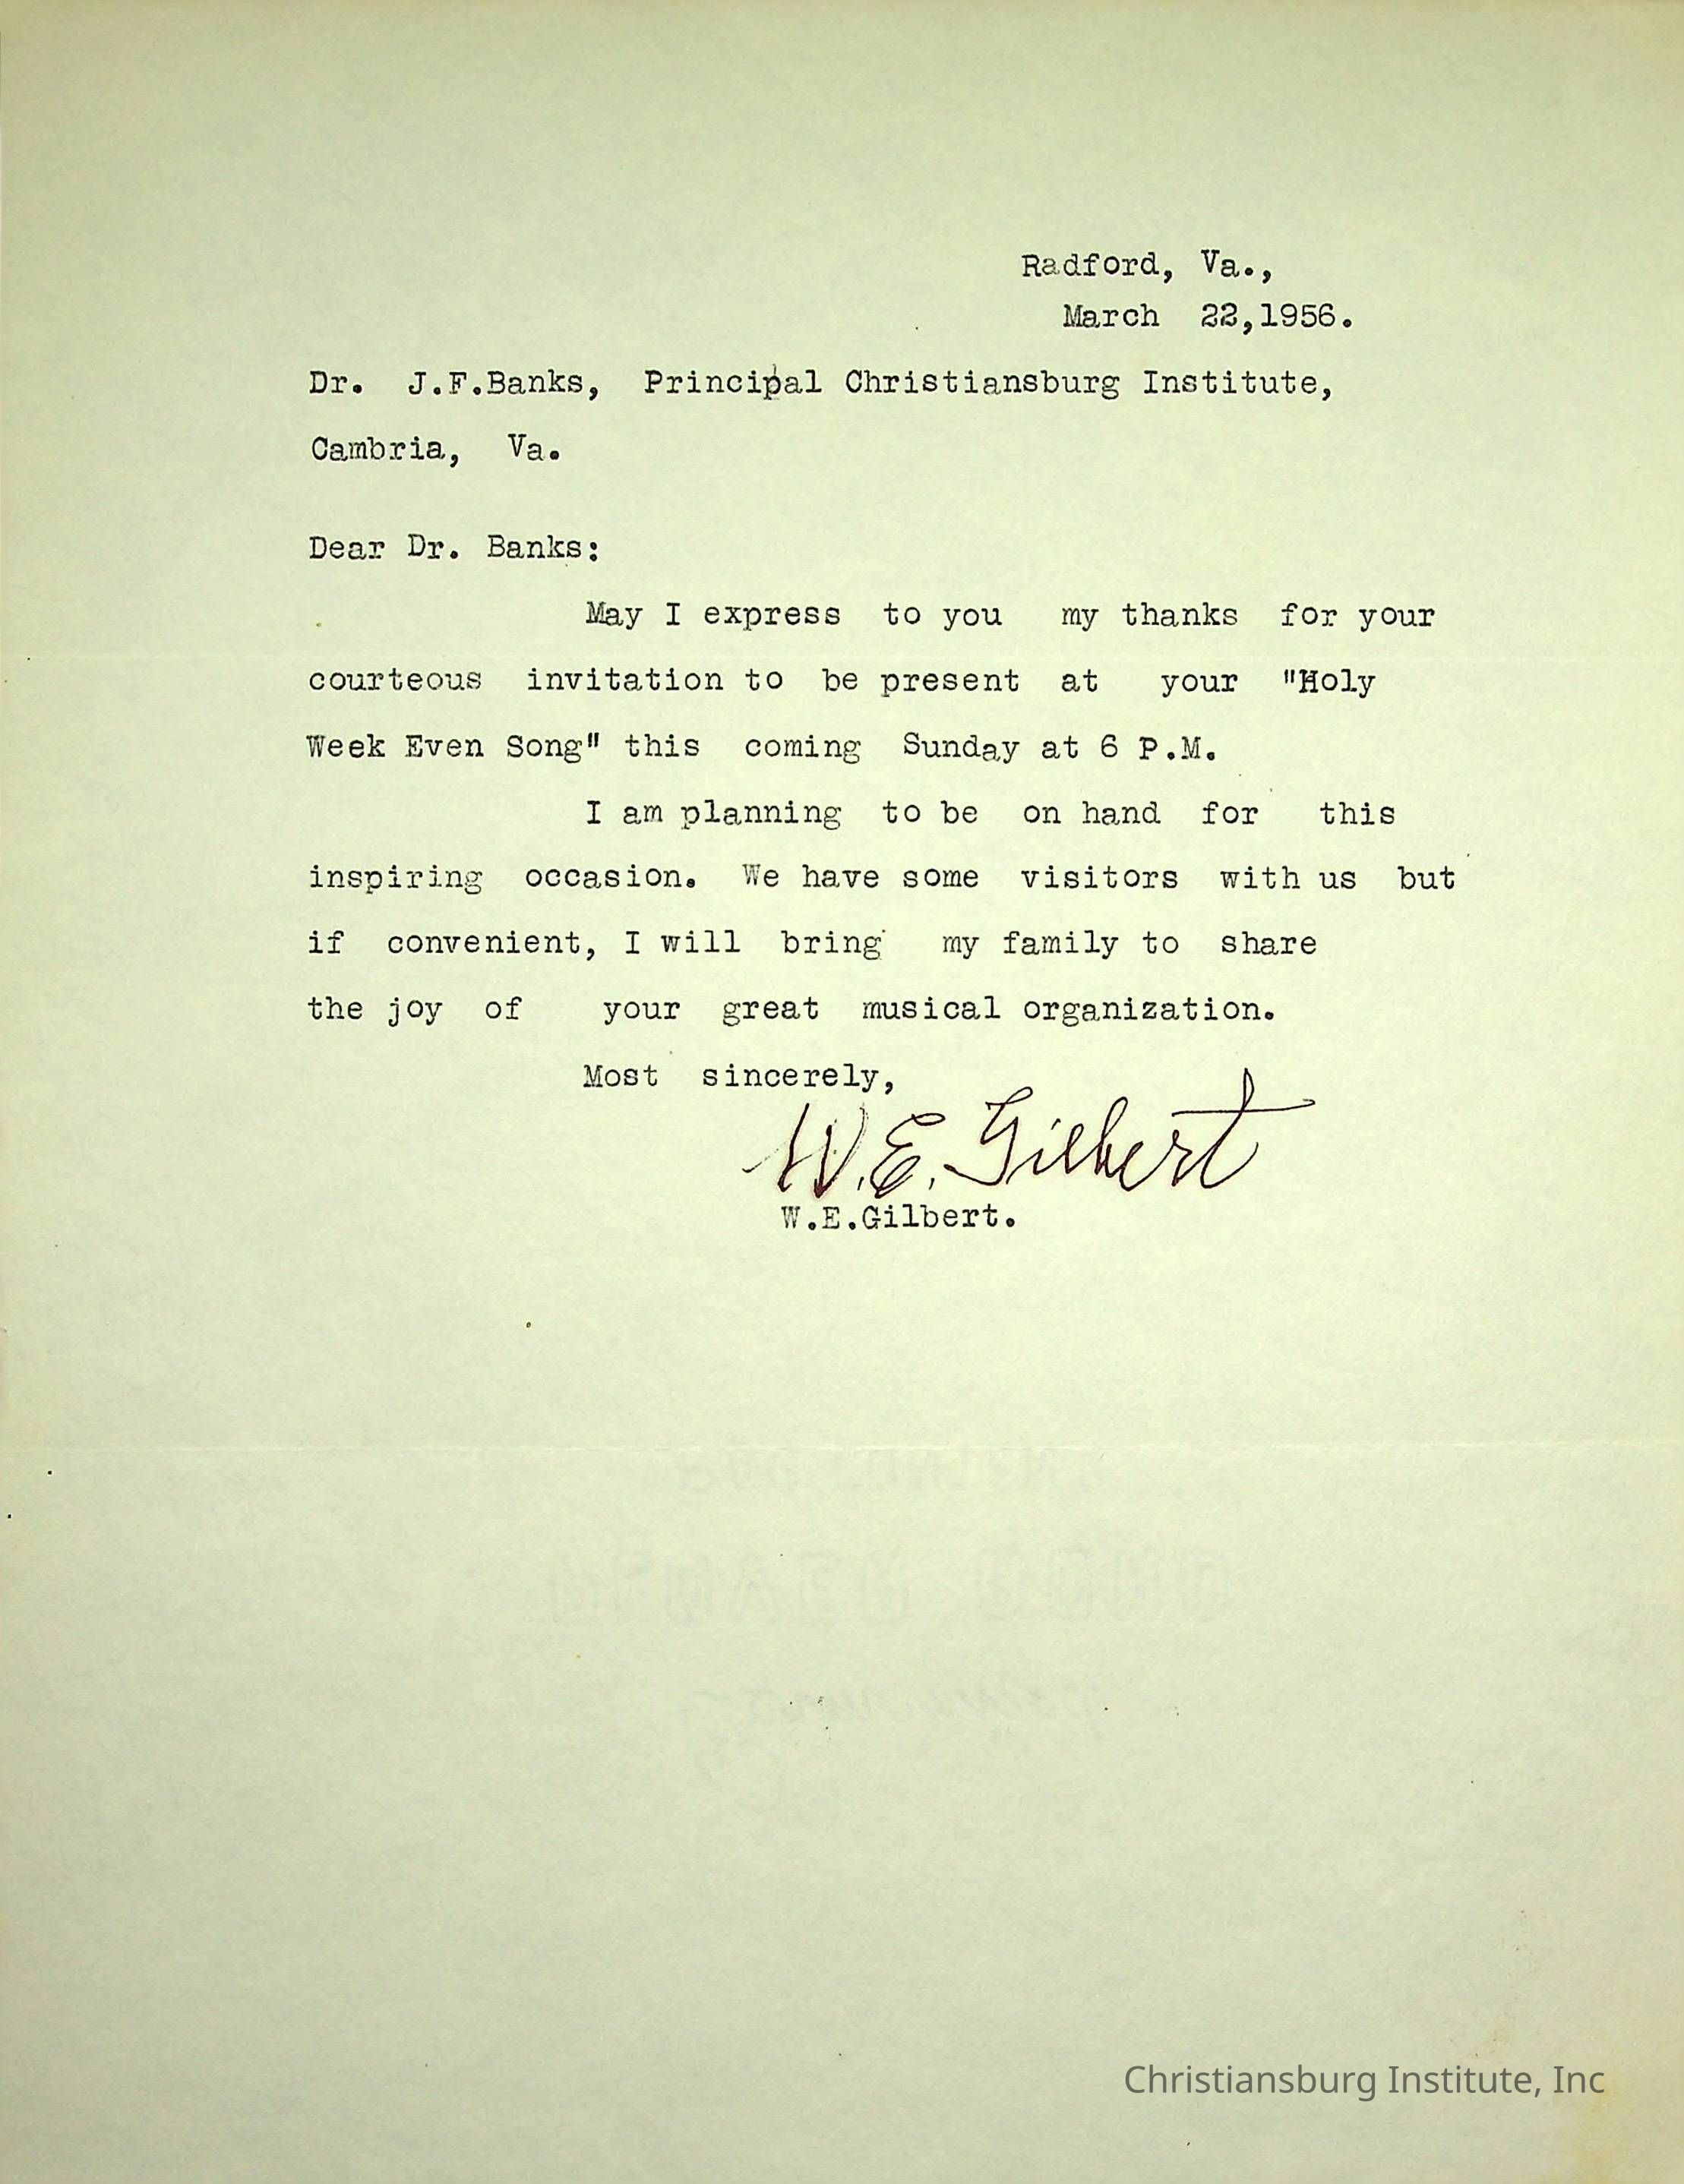 Radford, Va.,
March 22,1956.
Dr. J.F.Banks, Principal Christiansburg Institute,
Cambria, Va.
Dear Dr. Banks:
May I express to you my thanks for your
courteous invitation to be present at your "Holy
Week Even Song" this coming Sunday at 6 P.M.
I am planning to be on hand for this
inspiring occasion. We have some visitors with us but
if convenient, I will bring my family to share
the joy of your great musical organization.
Most sincerely,
W.E. Gilbert
W.E.Gilbert.
Christiansburg Institute, Inc